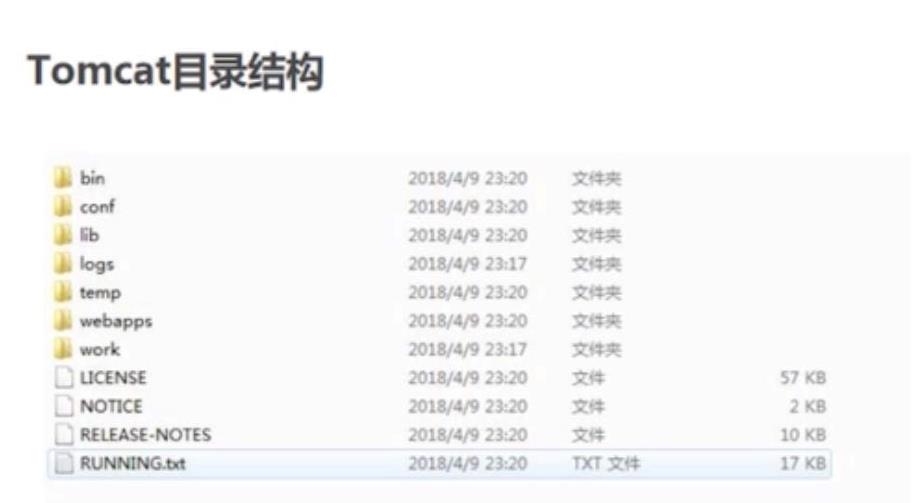 Tomcat目录结构
bin 2018/4/9 23:20 文件夹
conf 2018/4/9 23:20 文件夹
lib 2018/4/9 23:20 文件夹
logs 2018/4/9 23:17 文件夹
temp 2018/4/9 23:20 文件夹
webapps 2018/4/9 23:20 文件夹
work 2018/4/9 23:17 文件夹
LICENSE 2018/4/9 23:20 文件 57 KB
NOTICE 2018/4/9 23:20 文件 2 KB
RELEASE-NOTES 2018/4/9 23:20 文件 10 KB
RUNNING.txt 2018/4/9 23:20 TXT 文件 17 KB